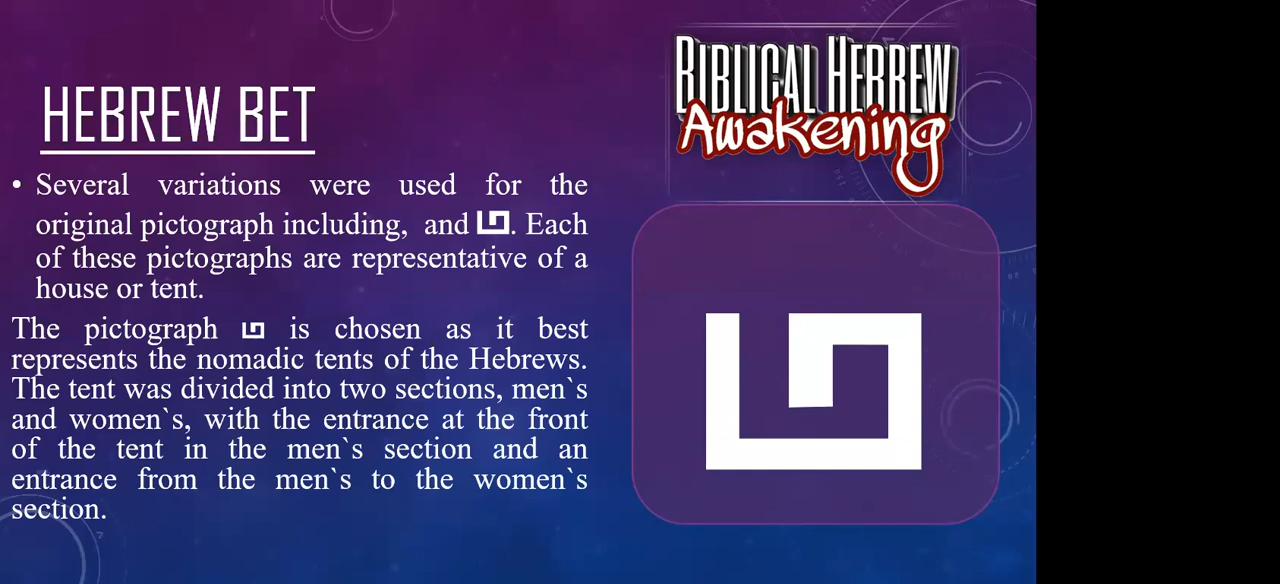 BIBLICAL HEBREW
Awakening
HEBREW BET
• Several variations were used for the
original pictograph including, and . Each
of these pictographs are representative of a
house or tent.
The pictograph is chosen as it best
represents the nomadic tents of the Hebrews.
The tent was divided into two sections, men`s
and women`s, with the entrance at the front
of the tent in the men`s section and an
entrance from the men`s to the women`s
section.